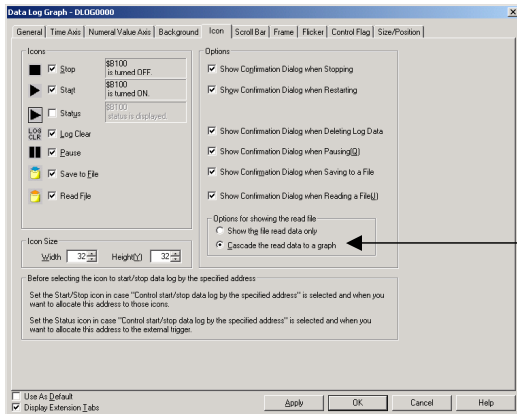 Data Log Graph - DLOG0000
General Time Axis Numeral Value Axis Background Icon Scroll Bar Frame Flicker Control Flag Size/Position
Icons
Stop
$B100
is turned OFF.
Start
$B100
is turned ON.
Status
$B100
status is displayed.
LOG
CLR
Log Clear
Pause
Save to File
Read File
Icon Size
Width 32 Height(Y) 32
Options
Show Confirmation Dialog when Stopping
Show Confirmation Dialog when Restarting
Show Confirmation Dialog when Deleting Log Data
Show Confirmation Dialog when Pausing(Q)
Show Confirmation Dialog when Saving to a File
Show Confirmation Dialog when Reading a File(J)
Options for showing the read file
Show the file read data only
Cascade the read data to a graph
Before selecting the icon to start/stop data log by the specified address
Set the Start/Stop icon in case "Control start/stop data log by the specified address" is selected and when you
want to allocate this address to those icons.
Set the Status icon in case "Control start/stop data log by the specified address" is selected and when you
want to allocate this address to the external trigger.
Use As Default
Display Extension Tabs
Apply OK Cancel Help